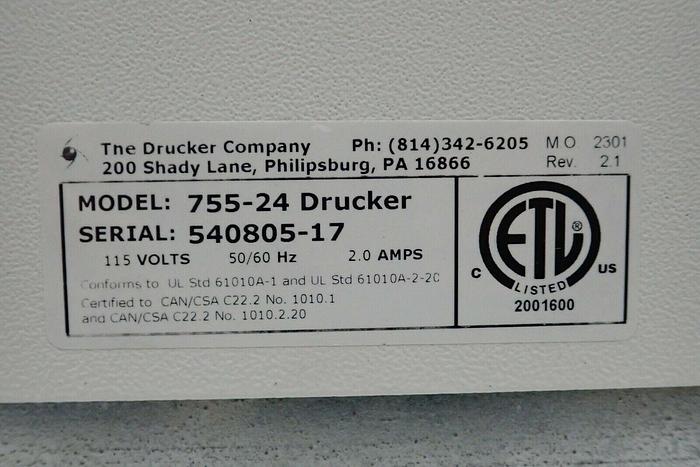 The Drucker Company Ph: (814)342-6205 M O 2301
200 Shady Lane, Philipsburg, PA 16866 Rev. 2.1
MODEL: 755-24 Drucker
SERIAL: 540805-17
115 VOLTS 50/60 Hz 2.0 AMPS
Conforms to UL Std 61010A-1 and UL Std 61010A-2-20
Certified to CAN/CSA C22.2 No. 1010.1
and CAN/CSA C22.2 No. 1010.2.20
ETL®
C US
LISTED
2001600